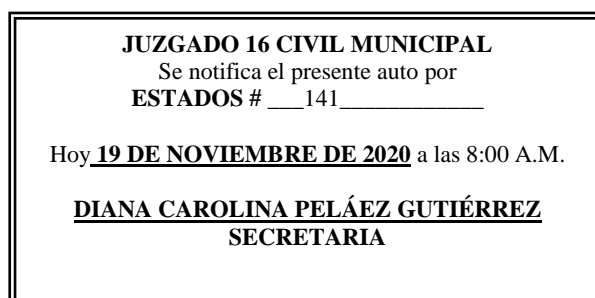 JUZGADO 16 CIVIL MUNICIPAL
Se notifica el presente auto por
ESTADOS # ___141____________
Hoy 19 DE NOVIEMBRE DE 2020 a las 8:00 A.M.
DIANA CAROLINA PELÁEZ GUTIÉRREZ
SECRETARIA